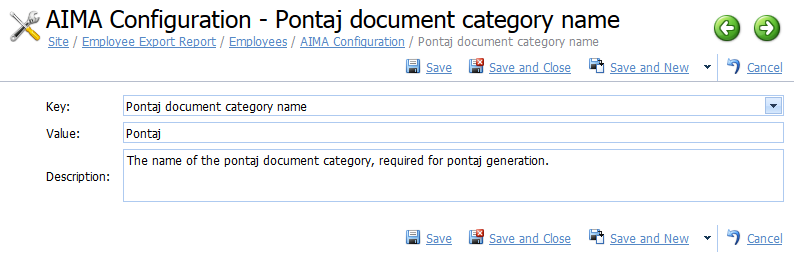 AIMA Configuration - Pontaj document category name
Site / Employee Export Report / Employees / AIMA Configuration / Pontaj document category name
Save Save and Close Save and New Cancel
Key: Pontaj document category name
Value: Pontaj
Description: The name of the pontaj document category, required for pontaj generation.
Save Save and Close Save and New Cancel